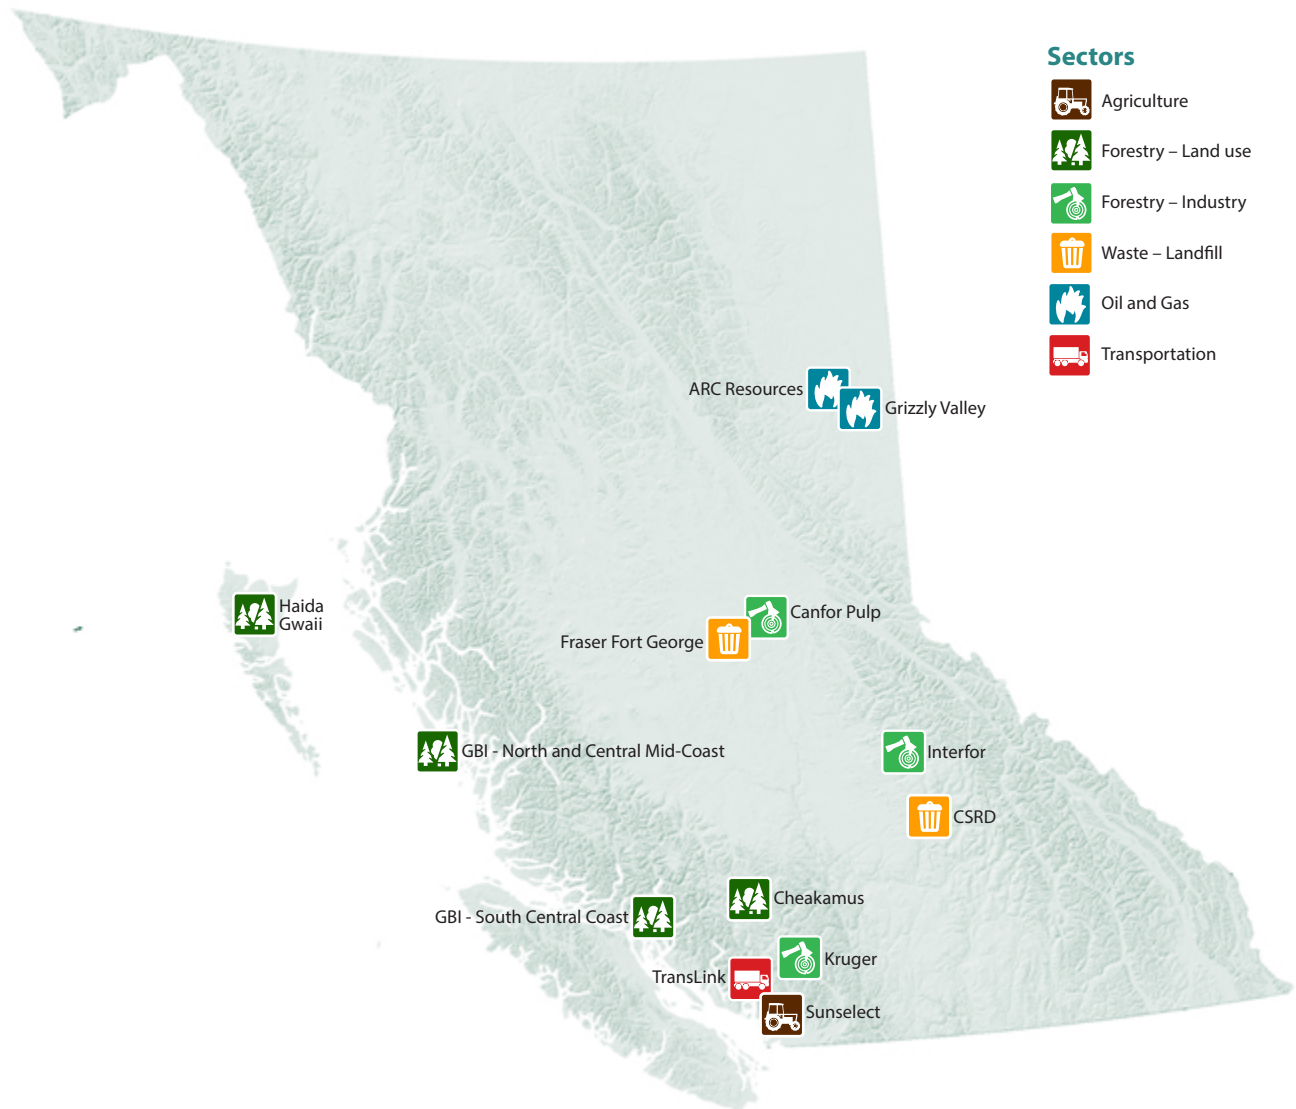 Sectors
Agriculture
Forestry – Land use
Forestry – Industry
Waste – Landfill
Oil and Gas
Transportation
ARC Resources
Grizzly Valley
Haida
Gwaii
Canfor Pulp
Fraser Fort George
GBI - North and Central Mid-Coast
Interfor
CSRD
Cheakamus
GBI - South Central Coast
Kruger
TransLink
Sunselect